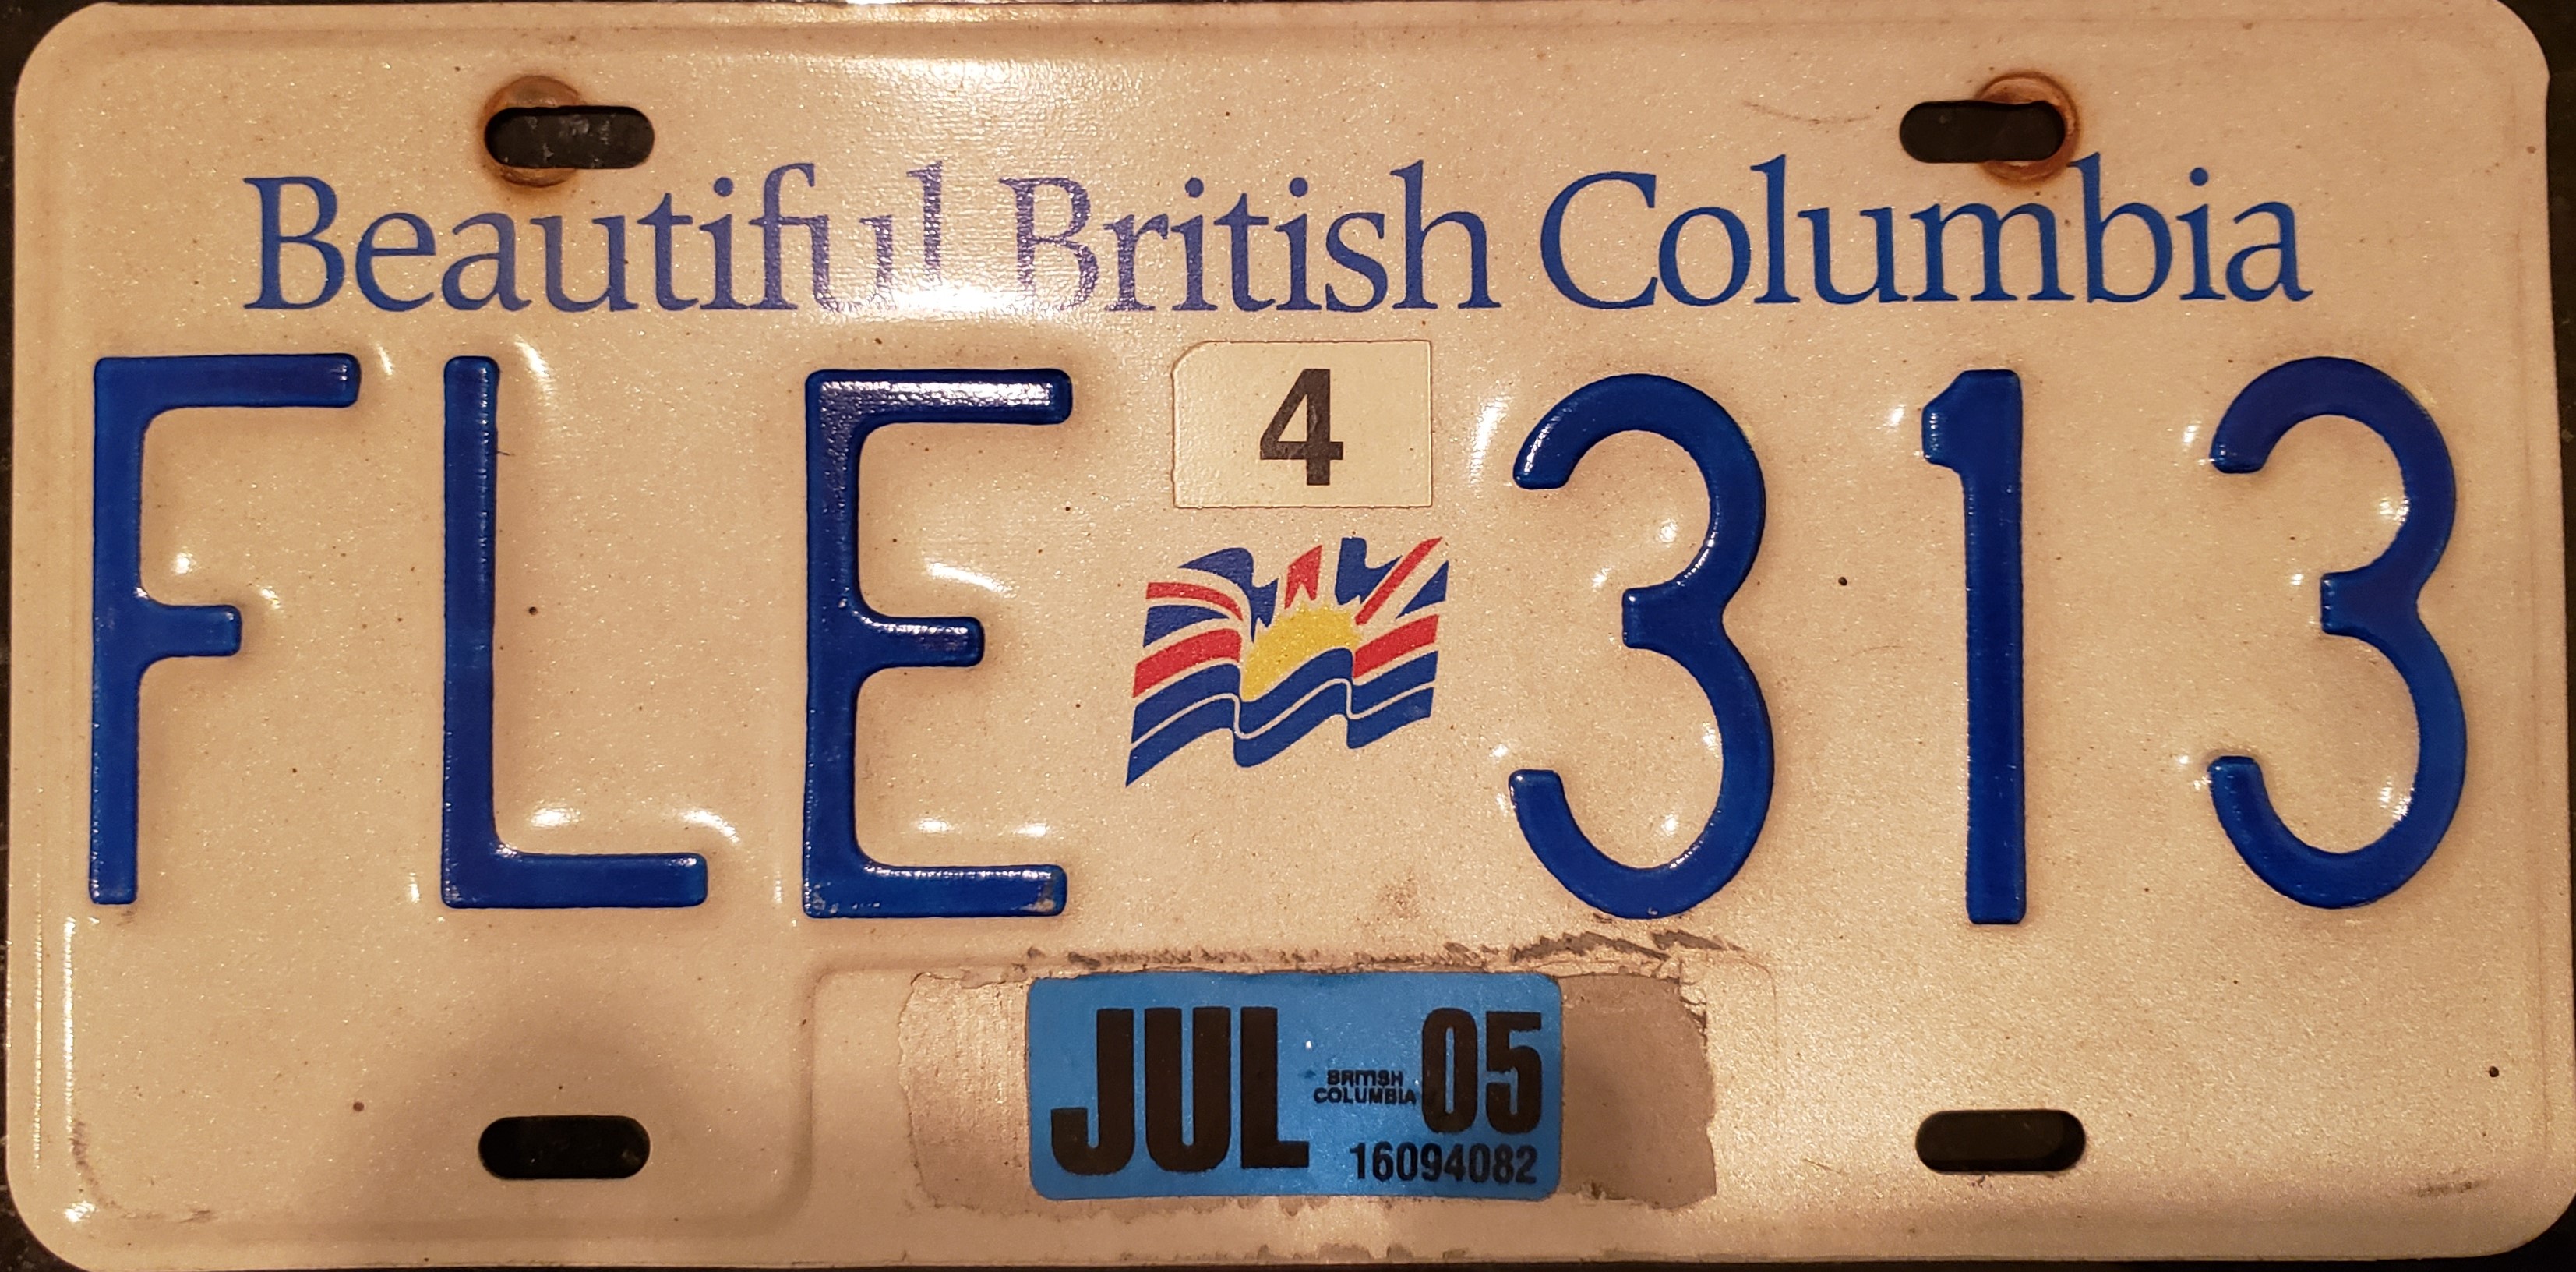 Beautiful British Columbia
4
FLE 313
JUL BRITISH COLUMBIA 05
16094082